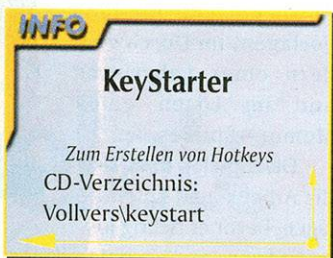 INFO
KeyStarter
Zum Erstellen von Hotkeys
CD-Verzeichnis:
Vollvers\keystart